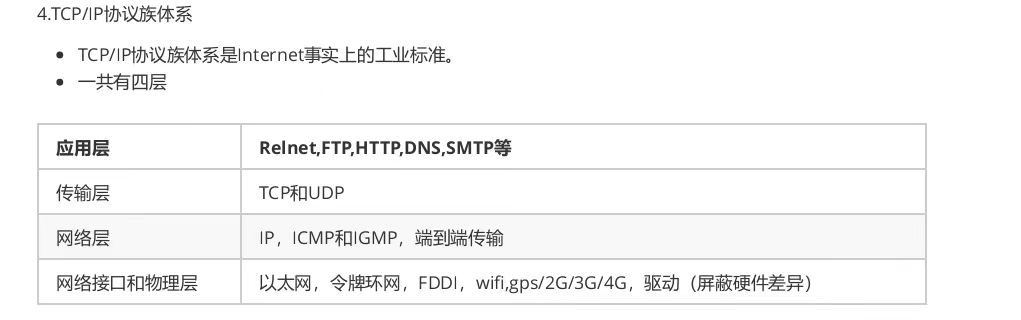 4.TCP/IP协议族体系
TCP/IP协议族体系是Internet事实上的工业标准。
一共有四层
应用层 Relnet,FTP,HTTP,DNS,SMTP等
传输层 TCP和UDP
网络层 IP，ICMP和IGMP，端到端传输
网络接口和物理层 以太网，令牌环网，FDDI，wifi,gps/2G/3G/4G，驱动（屏蔽硬件差异）